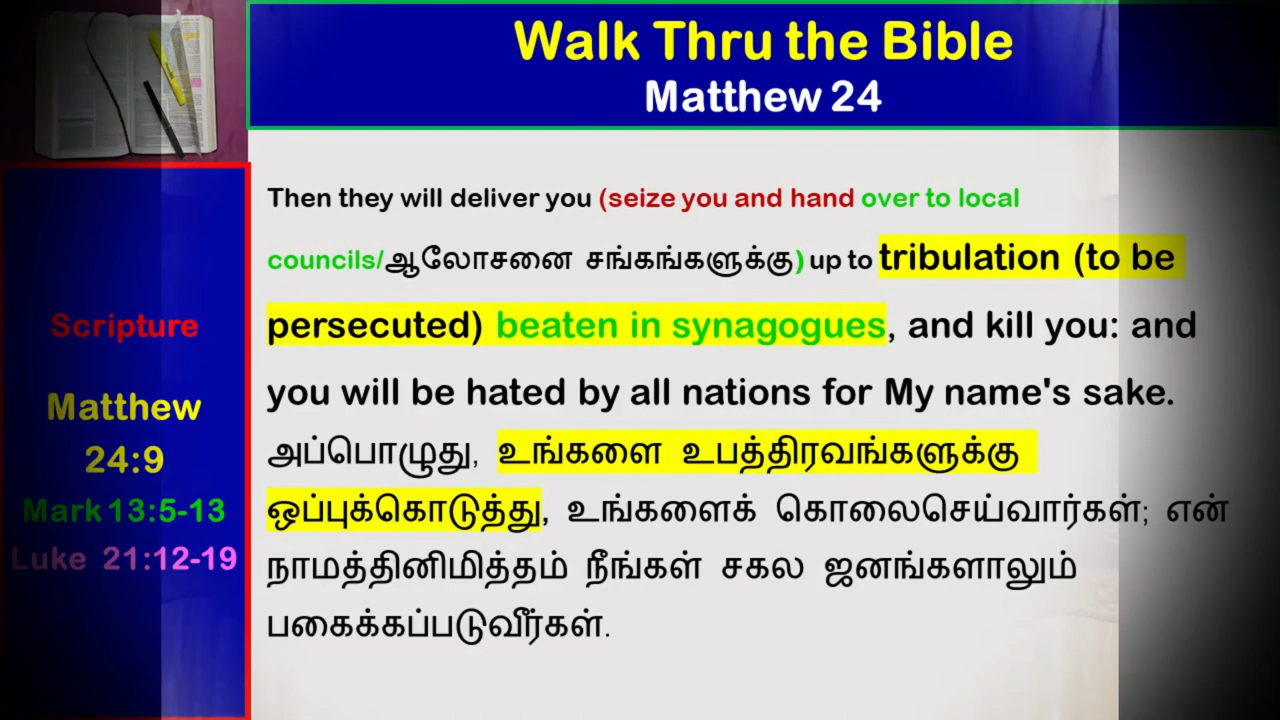 Walk Thru the Bible
Matthew 24
Scripture
Matthew
24:9
Mark 13:5-13
Luke 21:12-19
Then they will deliver you (seize you and hand over to local
councils/ஆலோசனை சங்கங்களுக்கு) up to tribulation (to be
persecuted) beaten in synagogues, and kill you: and
you will be hated by all nations for My name's sake.
அப்பொழுது, உங்களை உபத்திரவங்களுக்கு
ஒப்புக்கொடுத்து, உங்களைக் கொலைசெய்வார்கள்; என்
நாமத்தினிமித்தம் நீங்கள் சகல ஜனங்களாலும்
பகைக்கப்படுவீர்கள்.